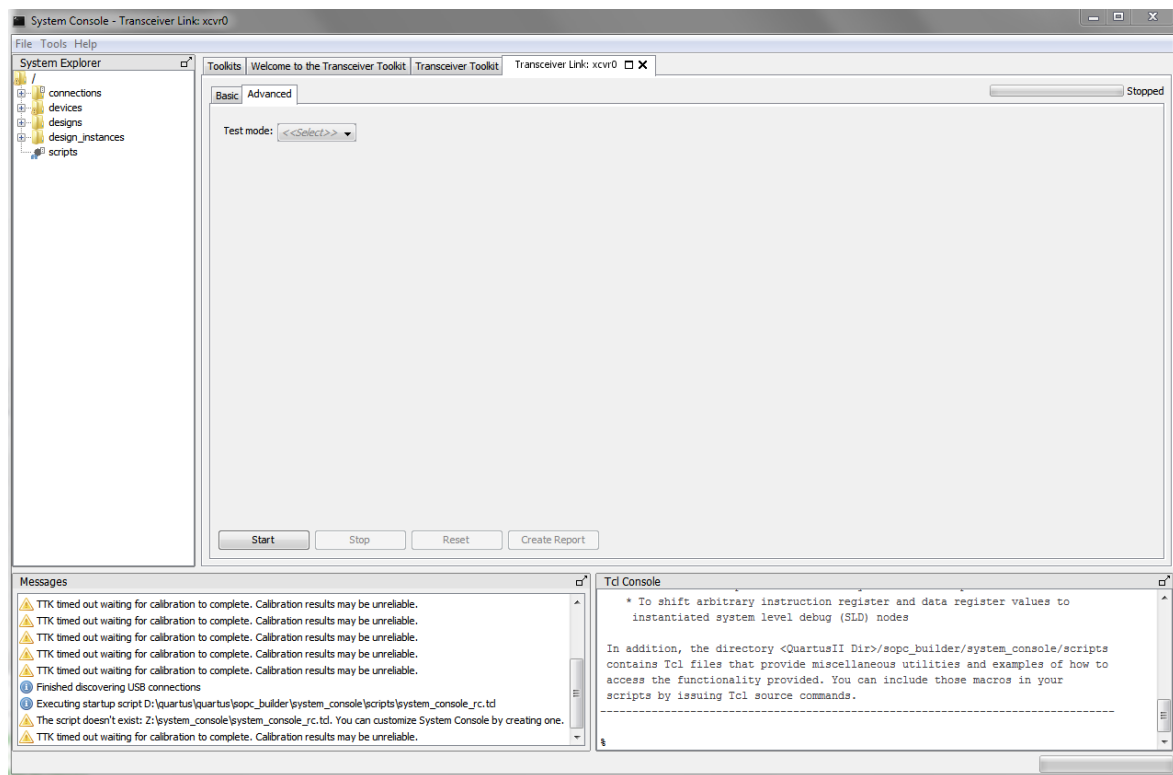 System Console - Transceiver Link: xcvr0
File Tools Help
System Explorer
/
connections
devices
designs
design_instances
scripts
Toolkits Welcome to the Transceiver Toolkit Transceiver Toolkit Transceiver Link: xcvr0
Basic Advanced
Stopped
Test mode: <<Select>>
Start Stop Reset Create Report
Messages
TTK timed out waiting for calibration to complete. Calibration results may be unreliable.
TTK timed out waiting for calibration to complete. Calibration results may be unreliable.
TTK timed out waiting for calibration to complete. Calibration results may be unreliable.
TTK timed out waiting for calibration to complete. Calibration results may be unreliable.
TTK timed out waiting for calibration to complete. Calibration results may be unreliable.
Finished discovering USB connections
Executing startup script D:\quartus\quartus\sopc_builder\system_console\scripts\system_console_rc.tcl
The script doesn't exist: Z:\system_console\system_console_rc.tcl. You can customize System Console by creating one.
TTK timed out waiting for calibration to complete. Calibration results may be unreliable.
Tcl Console
* To shift arbitrary instruction register and data register values to
instantiated system level debug (SLD) nodes
In addition, the directory <QuartusII Dir>/sopc_builder/system_console/scripts
contains Tcl files that provide miscellaneous utilities and examples of how to
access the functionality provided. You can include those macros in your
scripts by issuing Tcl source commands.
--------------------------------------------------------------------------------
%